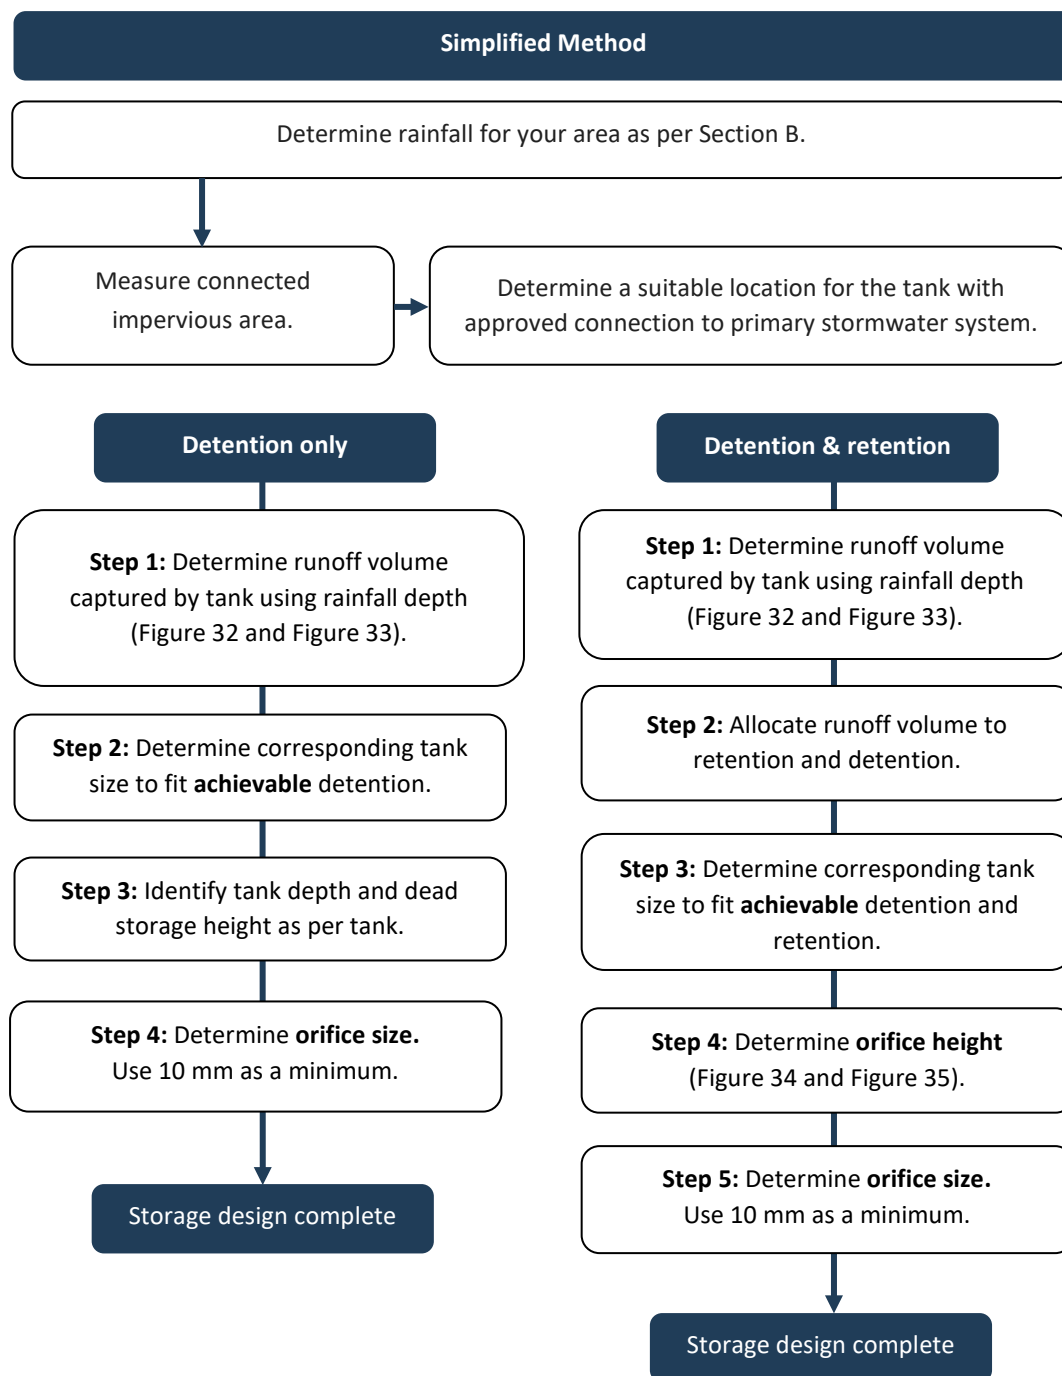 Simplified Method
Determine rainfall for your area as per Section B.
Measure connected
impervious area.
Determine a suitable location for the tank with
approved connection to primary stormwater system.
Detention only
Step 1: Determine runoff volume
captured by tank using rainfall depth
(Figure 32 and Figure 33).
Step 2: Determine corresponding tank
size to fit achievable detention.
Step 3: Identify tank depth and dead
storage height as per tank.
Step 4: Determine orifice size.
Use 10 mm as a minimum.
Storage design complete
Detention & retention
Step 1: Determine runoff volume
captured by tank using rainfall depth
(Figure 32 and Figure 33).
Step 2: Allocate runoff volume to
retention and detention.
Step 3: Determine corresponding tank
size to fit achievable detention and
retention.
Step 4: Determine orifice height
(Figure 34 and Figure 35).
Step 5: Determine orifice size.
Use 10 mm as a minimum.
Storage design complete